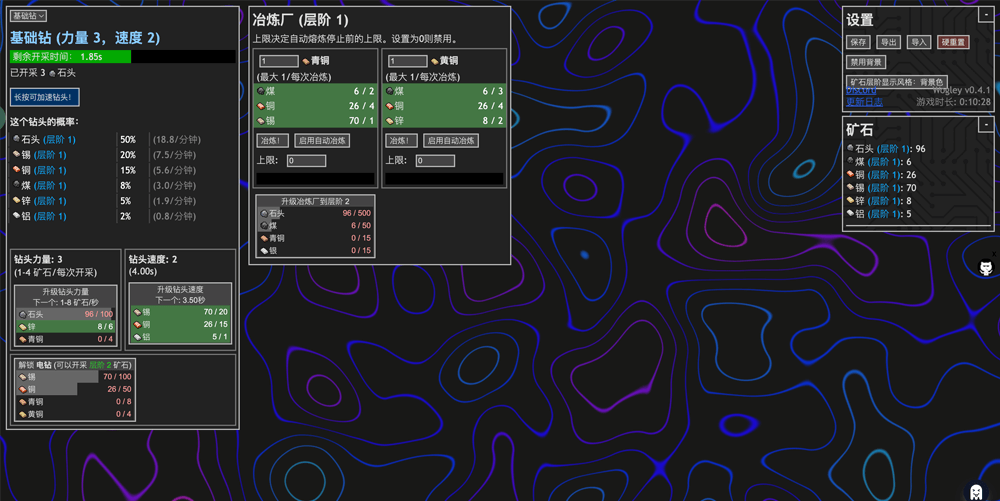 基础钻
基础钻 (力量 3，速度 2)
剩余开采时间： 1.85s
已开采 3 石头
长按可加速钻头！
这个钻头的概率：
石头 (层阶 1) 50% (18.8/分钟)
锡 (层阶 1) 20% (7.5/分钟)
铜 (层阶 1) 15% (5.6/分钟)
煤 (层阶 1) 8% (3.0/分钟)
锌 (层阶 1) 5% (1.9/分钟)
铝 (层阶 1) 2% (0.8/分钟)
钻头力量：3
(1-4 矿石/每次开采)
升级钻头力量
下一个：1-8 矿石/秒
石头 96 / 100
锌 8 / 6
青铜 0 / 4
钻头速度：2
(4.00s)
升级钻头速度
下一个：3.50秒
锡 70 / 20
铜 26 / 15
铝 5 / 1
解锁 电钻 (可以开采 层阶 2 矿石)
锡 70 / 100
铜 26 / 50
青铜 0 / 8
黄铜 0 / 4
冶炼厂 (层阶 1)
上限决定自动熔炼停止前的上限。设置为0则禁用。
1 青铜
(最大 1/每次冶炼)
煤 6 / 2
铜 26 / 4
锡 70 / 1
冶炼！ 启用自动冶炼
上限： 0
1 黄铜
(最大 1/每次冶炼)
煤 6 / 3
铜 26 / 4
锌 8 / 2
冶炼！ 启用自动冶炼
上限： 0
升级冶炼厂到层阶 2
石头 96 / 500
煤 6 / 50
青铜 0 / 15
银 0 / 15
设置
-
保存 导出 导入 硬重置
禁用背景
矿石层阶显示风格：背景色
Discord Wogley v0.4.1
更新日志 游戏时长：0:10:28
矿石
-
石头 (层阶 1)：96
煤 (层阶 1)：6
铜 (层阶 1)：26
锡 (层阶 1)：70
锌 (层阶 1)：8
铝 (层阶 1)：5